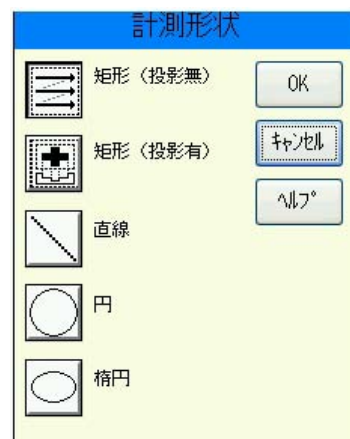 計測形状
矩形（投影無）
OK
矩形（投影有）
ｷｬﾝｾﾙ
ﾍﾙﾌﾟ
直線
円
楕円